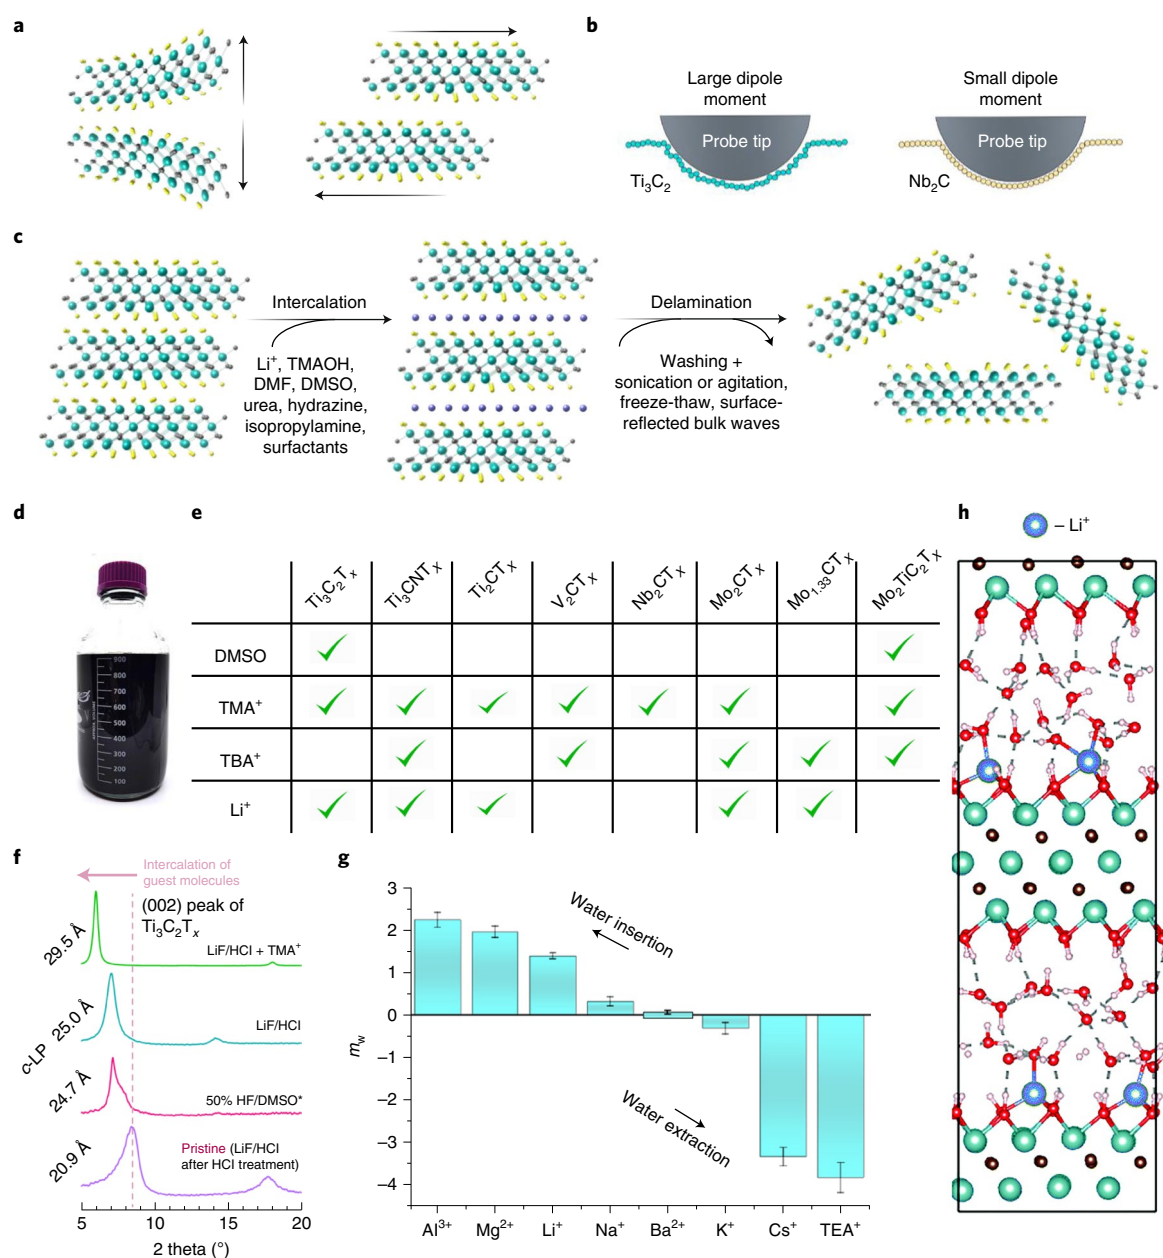 a
b
Large dipole
moment
Small dipole
moment
Probe tip
Probe tip
Ti₃C₂
Nb₂C
c
Intercalation
Li⁺, TMAOH,
DMF, DMSO,
urea, hydrazine,
isopropylamine,
surfactants
Delamination
Washing +
sonication or agitation,
freeze-thaw, surface-
reflected bulk waves
d
900
800
700
600
500
400
300
200
100
e
Ti₃C₂Tₓ
Ti₃CNTₓ
Ti₂CTₓ
V₂CTₓ
Nb₂CTₓ
Mo₂CTₓ
Mo₁.₃₃CTₓ
Mo₂TiC₂Tₓ
DMSO
TMA⁺
TBA⁺
Li⁺
f
Intercalation of
guest molecules
(002) peak of
Ti₃C₂Tₓ
29.5 Å
LiF/HCl + TMA⁺
25.0 Å
LiF/HCl
24.7 Å
50% HF/DMSO*
20.9 Å
Pristine (LiF/HCl
after HCl treatment)
c-LP
5 10 15 20
2 theta (°)
g
3
2
1
0
–1
–2
–3
–4
m_w
Water insertion
Water extraction
Al³⁺ Mg²⁺ Li⁺ Na⁺ Ba²⁺ K⁺ Cs⁺ TEA⁺
h
– Li⁺